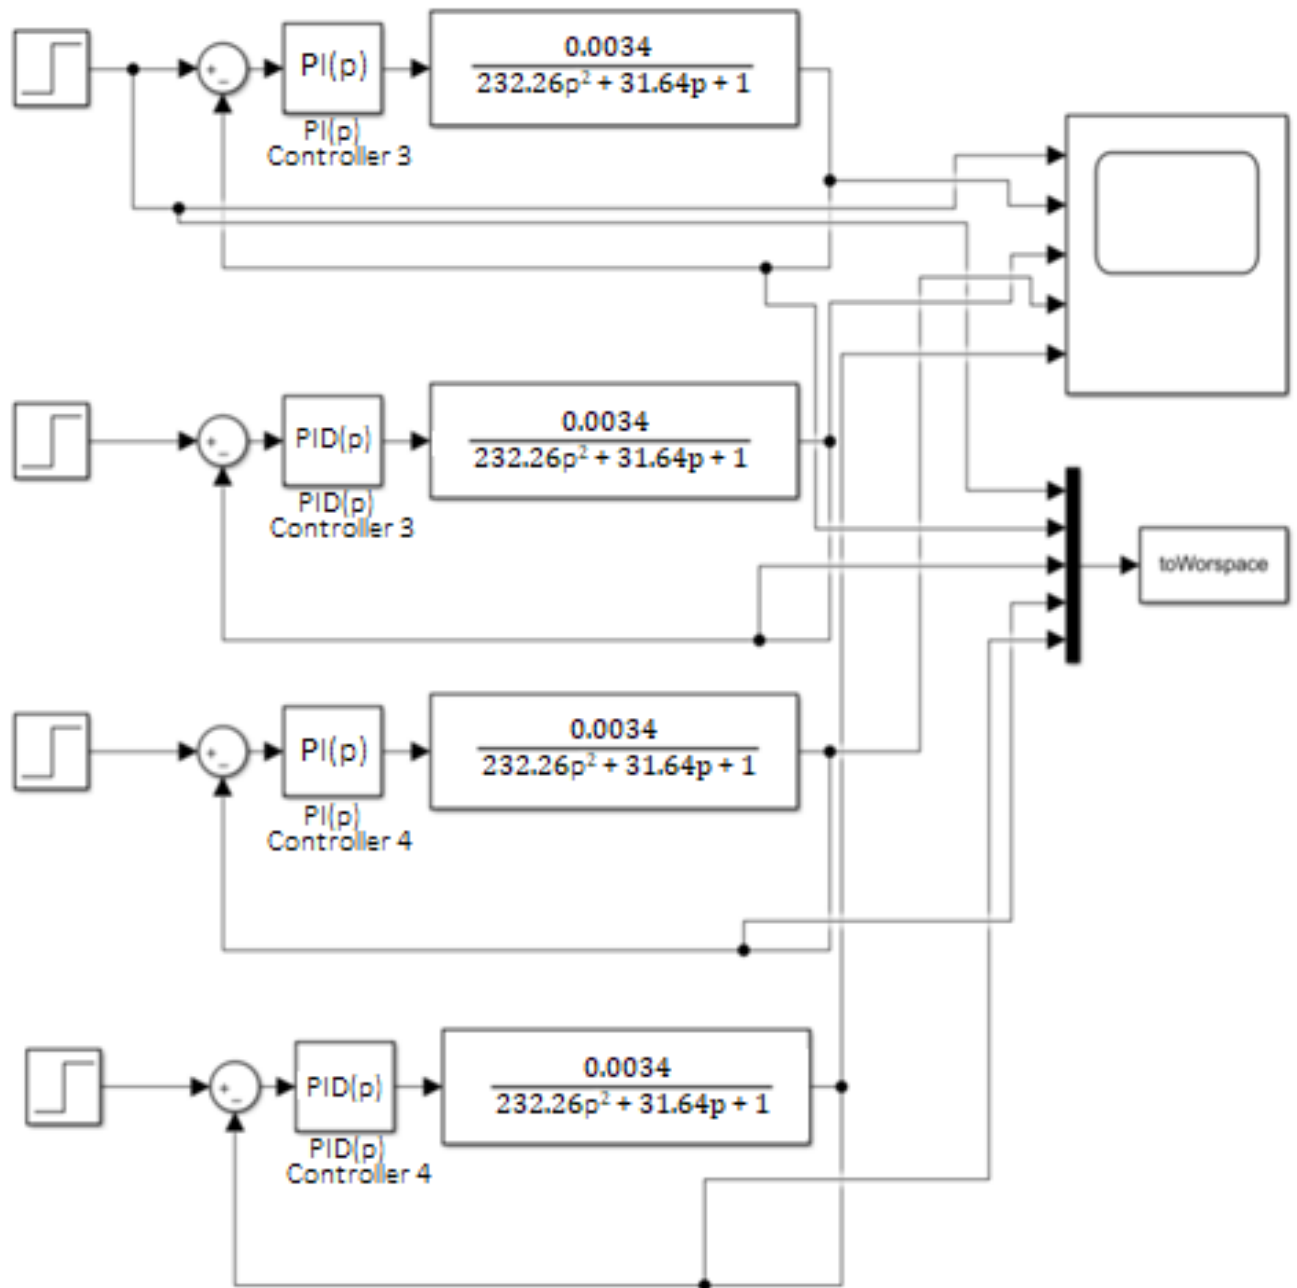 +
−
PI(p)
0.0034
232.26p² + 31.64p + 1
PI(p)
Controller 3
+
−
PID(p)
0.0034
232.26p² + 31.64p + 1
PID(p)
Controller 3
toWorspace
+
−
PI(p)
0.0034
232.26p² + 31.64p + 1
PI(p)
Controller 4
+
−
PID(p)
0.0034
232.26p² + 31.64p + 1
PID(p)
Controller 4